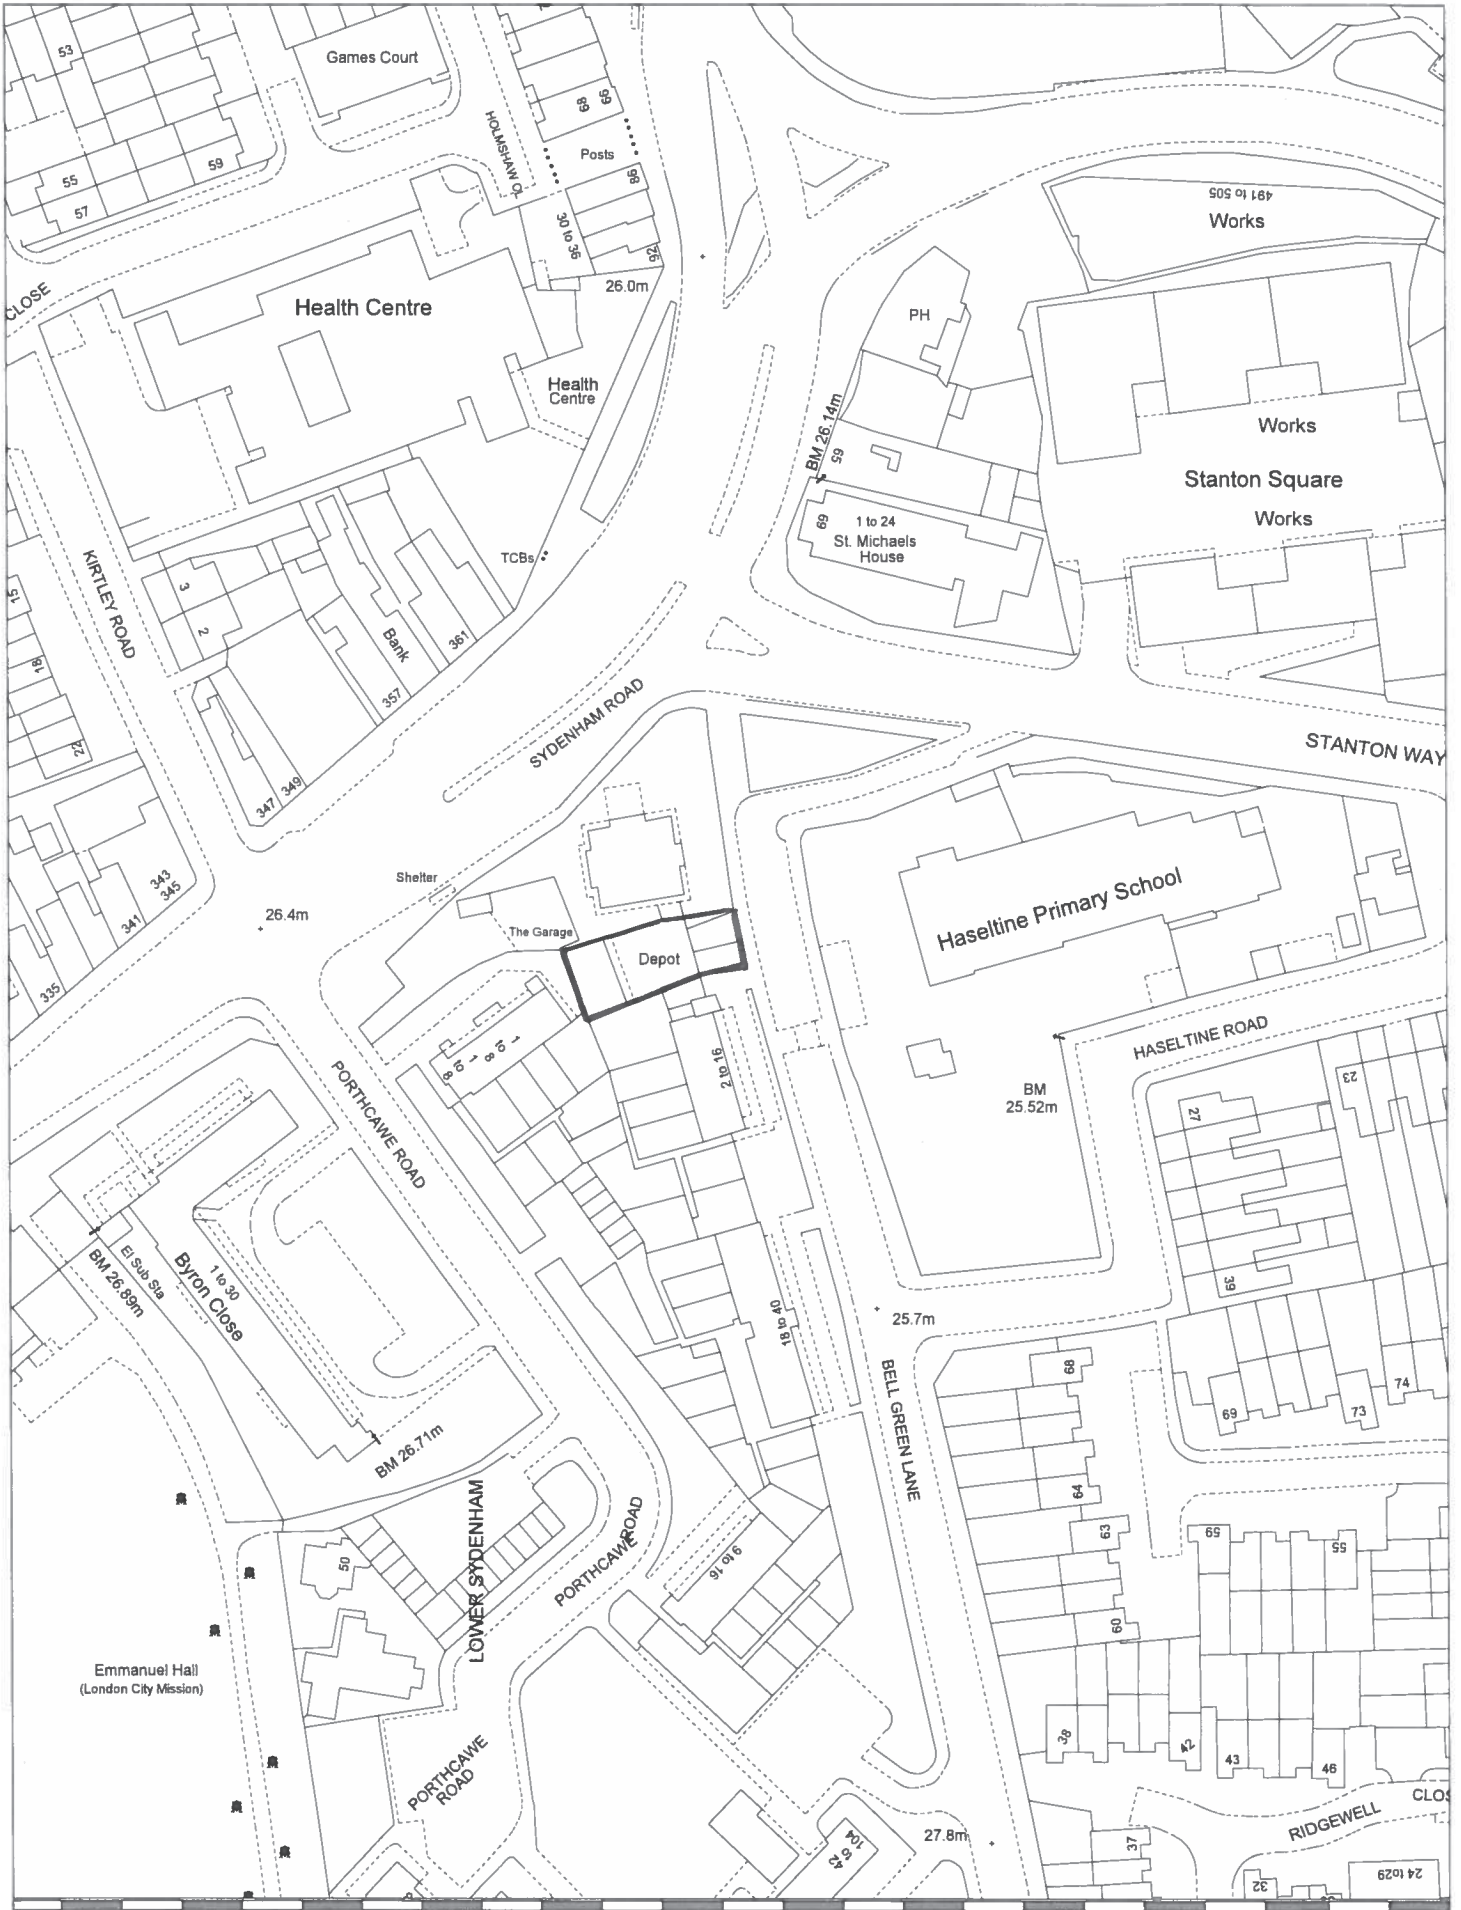 53
Games Court
HOLMSHAW CL
68
66
Posts
59
55
57
86
30 to 36
92
26.0m
491 to 505
Works
CLOSE
Health Centre
PH
Health
Centre
BM 26.14m
65
Works
Stanton Square
Works
69
1 to 24
St. Michaels
House
TCBs
KIRTLEY ROAD
3
2
15
18
22
Bank
361
357
349
347
SYDENHAM ROAD
STANTON WAY
343
345
341
335
Shelter
26.4m
The Garage
Depot
Haseltine Primary School
HASELTINE ROAD
1 to 8
1 to 8
2 to 16
BM
25.52m
23
27
39
PORTHCAWE ROAD
El Sub Sta
BM 26.89m
1 to 30
Byron Close
BM 26.71m
18 to 40
25.7m
BELL GREEN LANE
68
69
73
74
64
63
60
59
55
LOWER SYDENHAM
50
PORTHCAWE
ROAD
9 to 16
Emmanuel Hall
(London City Mission)
PORTHCAWE
ROAD
38
42
43
46
CLOS
RIDGEWELL
27.8m
37
32
24 to29
42 to
104